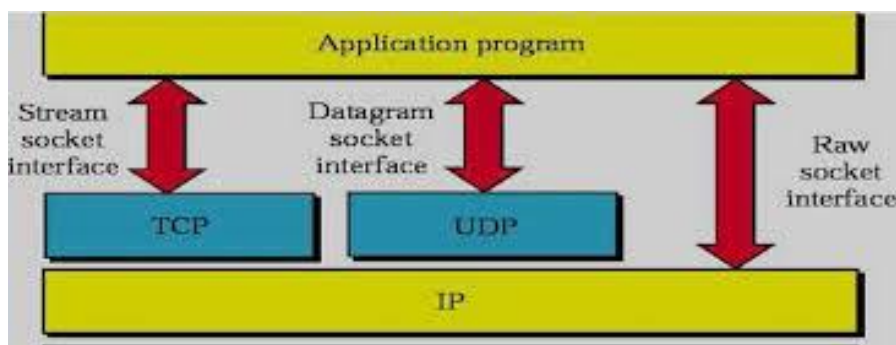 Application program
Stream
socket
interface
Datagram
socket
interface
Raw
socket
interface
TCP
UDP
IP